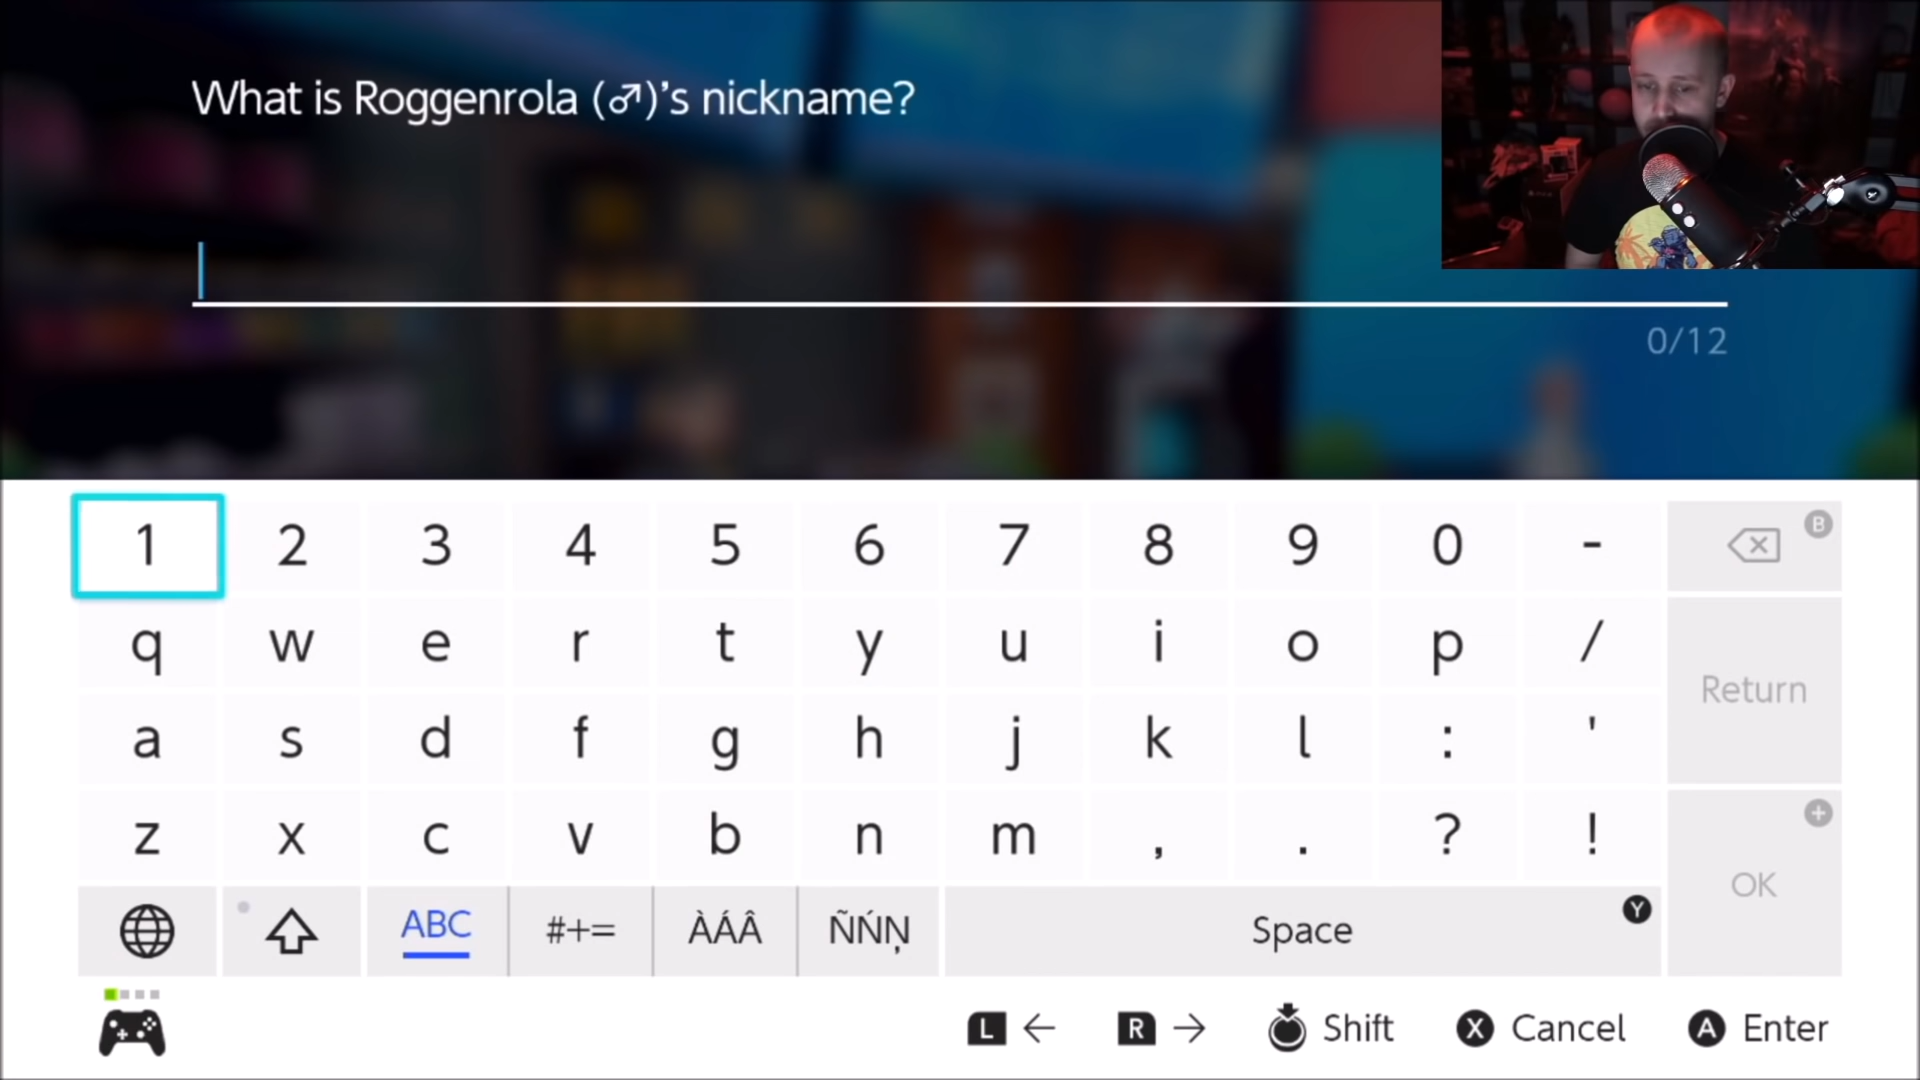 What is Roggenrola (♂)'s nickname?
0/12
1 2 3 4 5 6 7 8 9 0 - B
q w e r t y u i o p / Return
a s d f g h j k l : '
z x c v b n m , . ? ! + OK
ABC #+= ÀÁÂ ÑŃŅ Space Y
L ← R → Shift X Cancel A Enter